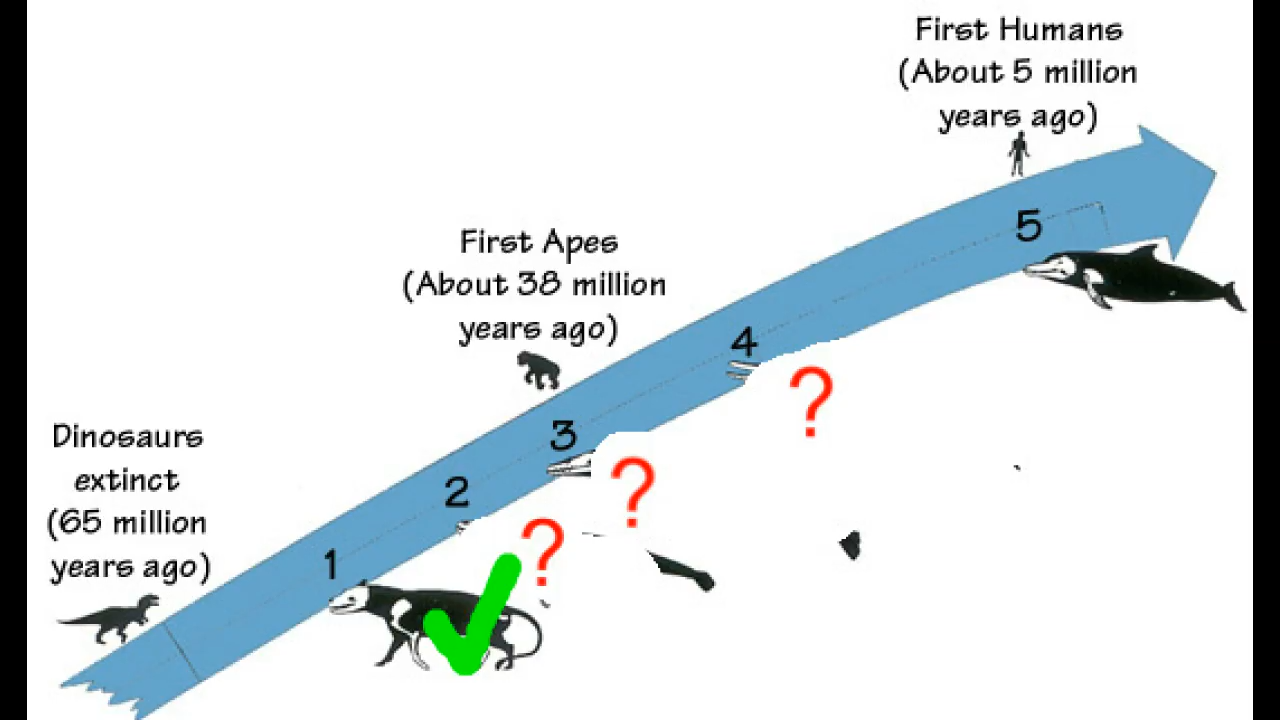 First Humans
(About 5 million
years ago)
5
First Apes
(About 38 million
years ago)
4
?
3
?
2
?
Dinosaurs
extinct
(65 million
years ago)
1